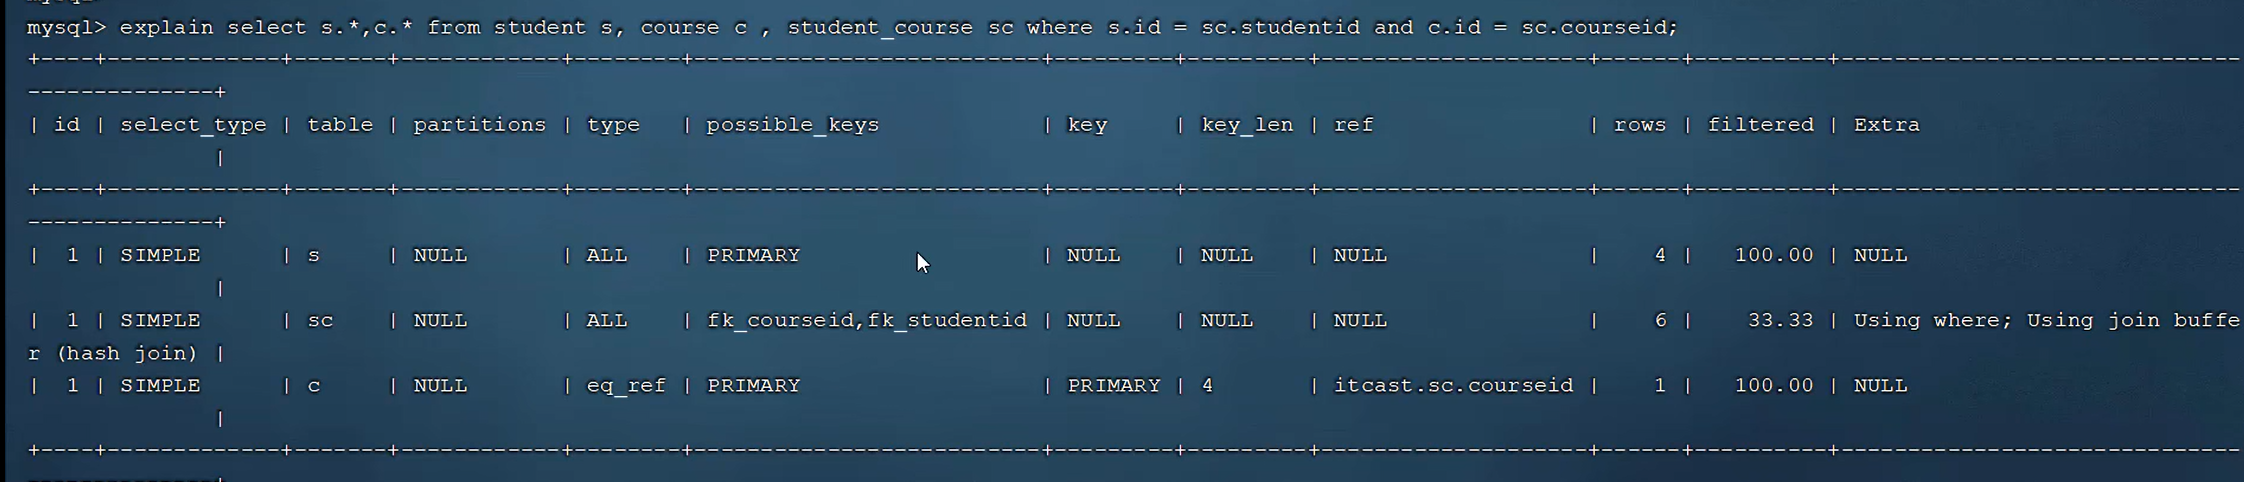 mysql> explain select s.*,c.* from student s, course c , student_course sc where s.id = sc.studentid and c.id = sc.courseid;
+----+-------------+-------+------------+--------+--------------------------+---------+---------+--------------------+------+----------+-------------------------------
--------------+
| id | select_type | table | partitions | type   | possible_keys            | key     | key_len | ref                | rows | filtered | Extra
              |
+----+-------------+-------+------------+--------+--------------------------+---------+---------+--------------------+------+----------+-------------------------------
--------------+
|  1 | SIMPLE      | s     | NULL       | ALL    | PRIMARY                  | NULL    | NULL    | NULL               |    4 |   100.00 | NULL
              |
|  1 | SIMPLE      | sc    | NULL       | ALL    | fk_courseid,fk_studentid | NULL    | NULL    | NULL               |    6 |    33.33 | Using where; Using join buffe
r (hash join) |
|  1 | SIMPLE      | c     | NULL       | eq_ref | PRIMARY                  | PRIMARY | 4       | itcast.sc.courseid |    1 |   100.00 | NULL
              |
+----+-------------+-------+------------+--------+--------------------------+---------+---------+--------------------+------+----------+-------------------------------